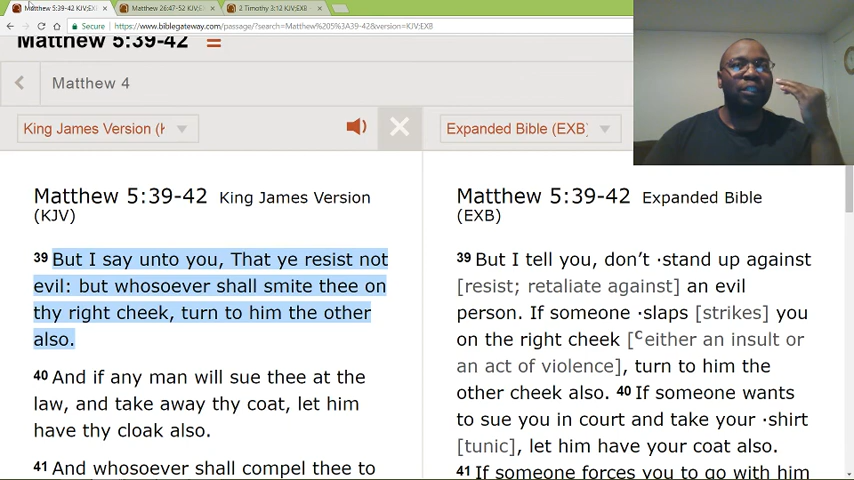 Matthew 5:39-42 KJV;EXB
Matthew 26:47-52 KJV;E
2 Timothy 3:12 KJV;EXB
Secure
https://www.biblegateway.com/passage/?search=Matthew%205%3A39-42&version=KJV;EXB
Matthew 5:39-42
Matthew 4
King James Version (K
Expanded Bible (EXB)
Matthew 5:39-42 King James Version
(KJV)
39 But I say unto you, That ye resist not
evil: but whosoever shall smite thee on
thy right cheek, turn to him the other
also.
40 And if any man will sue thee at the
law, and take away thy coat, let him
have thy cloak also.
41 And whosoever shall compel thee to
Matthew 5:39-42 Expanded Bible
(EXB)
39 But I tell you, don't ·stand up against
[resist; retaliate against] an evil
person. If someone ·slaps [strikes] you
on the right cheek [C either an insult or
an act of violence], turn to him the
other cheek also. 40 If someone wants
to sue you in court and take your ·shirt
[tunic], let him have your coat also.
41 If someone forces you to go with him